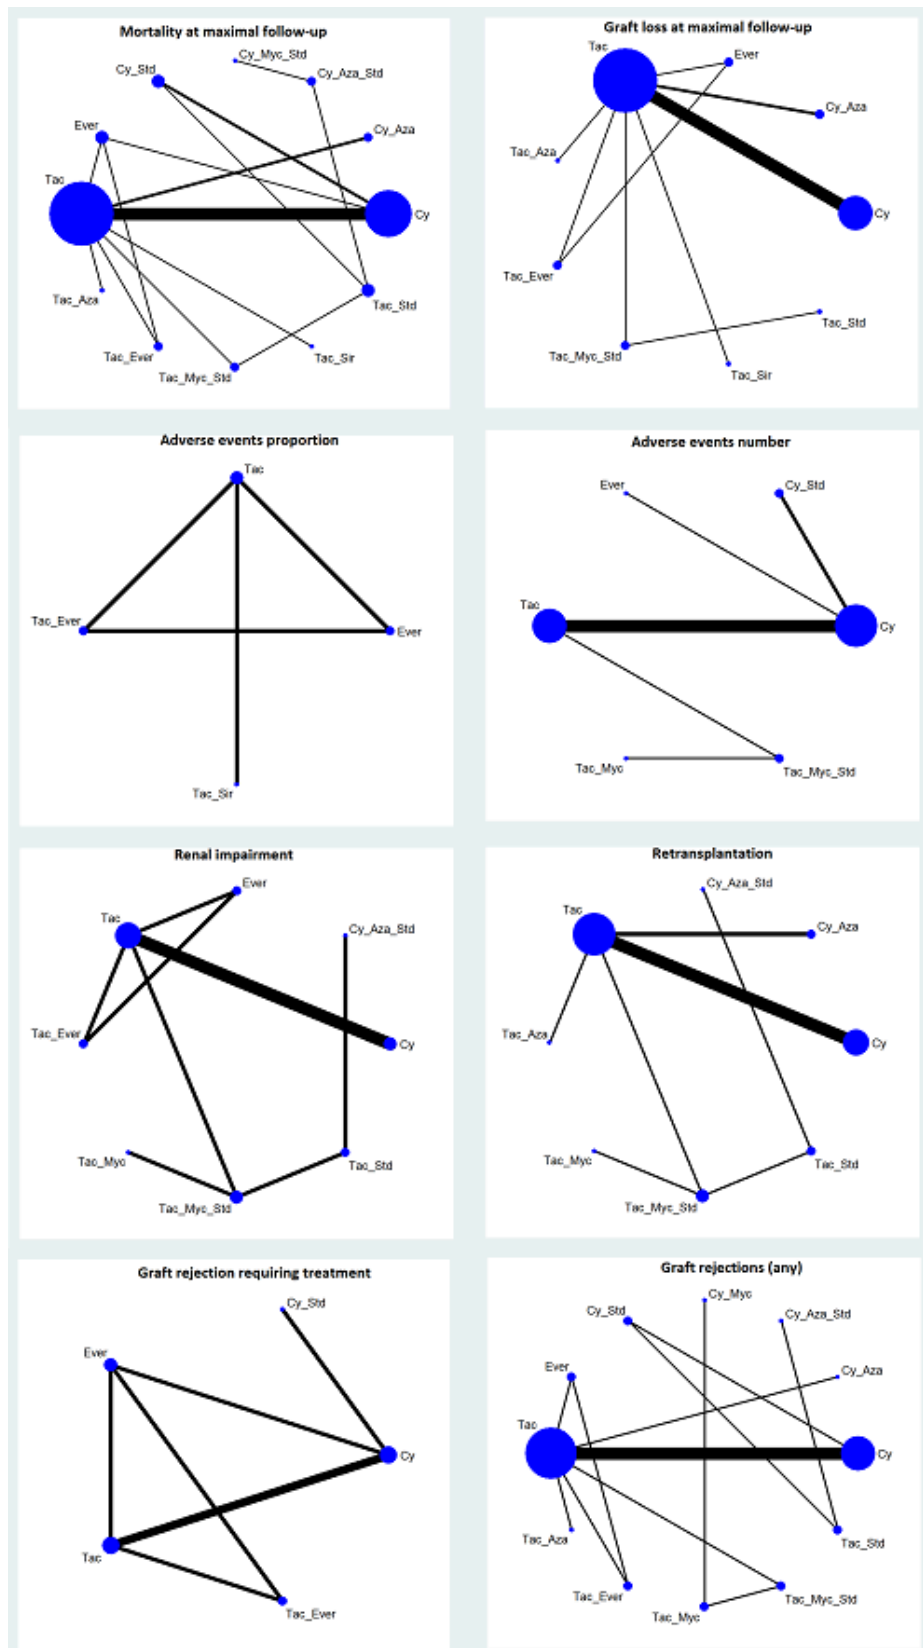 Mortality at maximal follow-up
Cy_Myc_Std
Cy_Std
Cy_Aza_Std
Ever
Cy_Aza
Tac
Cy
Tac_Aza
Tac_Std
Tac_Ever
Tac_Sir
Tac_Myc_Std
Graft loss at maximal follow-up
Tac
Ever
Cy_Aza
Tac_Aza
Cy
Tac_Ever
Tac_Std
Tac_Myc_Std
Tac_Sir
Adverse events proportion
Tac
Tac_Ever
Ever
Tac_Sir
Adverse events number
Ever
Cy_Std
Tac
Cy
Tac_Myc
Tac_Myc_Std
Renal impairment
Ever
Tac
Cy_Aza_Std
Tac_Ever
Cy
Tac_Myc
Tac_Std
Tac_Myc_Std
Retransplantation
Cy_Aza_Std
Tac
Cy_Aza
Tac_Aza
Cy
Tac_Myc
Tac_Std
Tac_Myc_Std
Graft rejection requiring treatment
Cy_Std
Ever
Cy
Tac
Tac_Ever
Graft rejections (any)
Cy_Myc
Cy_Std
Cy_Aza_Std
Ever
Cy_Aza
Tac
Cy
Tac_Aza
Tac_Std
Tac_Ever
Tac_Myc_Std
Tac_Myc